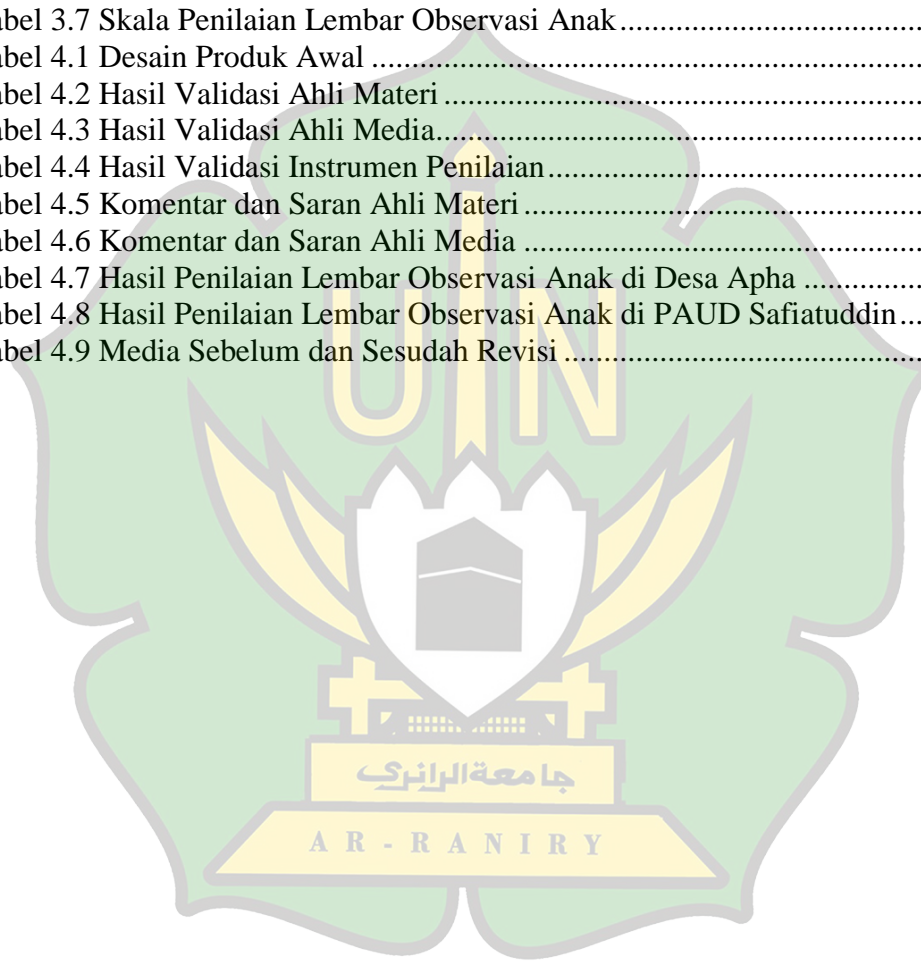 abel 3.7 Skala Penilaian Lembar Observasi Anak..............................................
abel 4.1 Desain Produk Awal ..............................................................................
abel 4.2 Hasil Validasi Ahli Materi .....................................................................
abel 4.3 Hasil Validasi Ahli Media......................................................................
abel 4.4 Hasil Validasi Instrumen Penilaian........................................................
abel 4.5 Komentar dan Saran Ahli Materi ...........................................................
abel 4.6 Komentar dan Saran Ahli Media ...........................................................
abel 4.7 Hasil Penilaian Lembar Observasi Anak di Desa Apha ...............
abel 4.8 Hasil Penilaian Lembar Observasi Anak di PAUD Safiatuddin...
abel 4.9 Media Sebelum dan Sesudah Revisi .....................................................
UIN
جامعة الرانري
AR-RANIRY